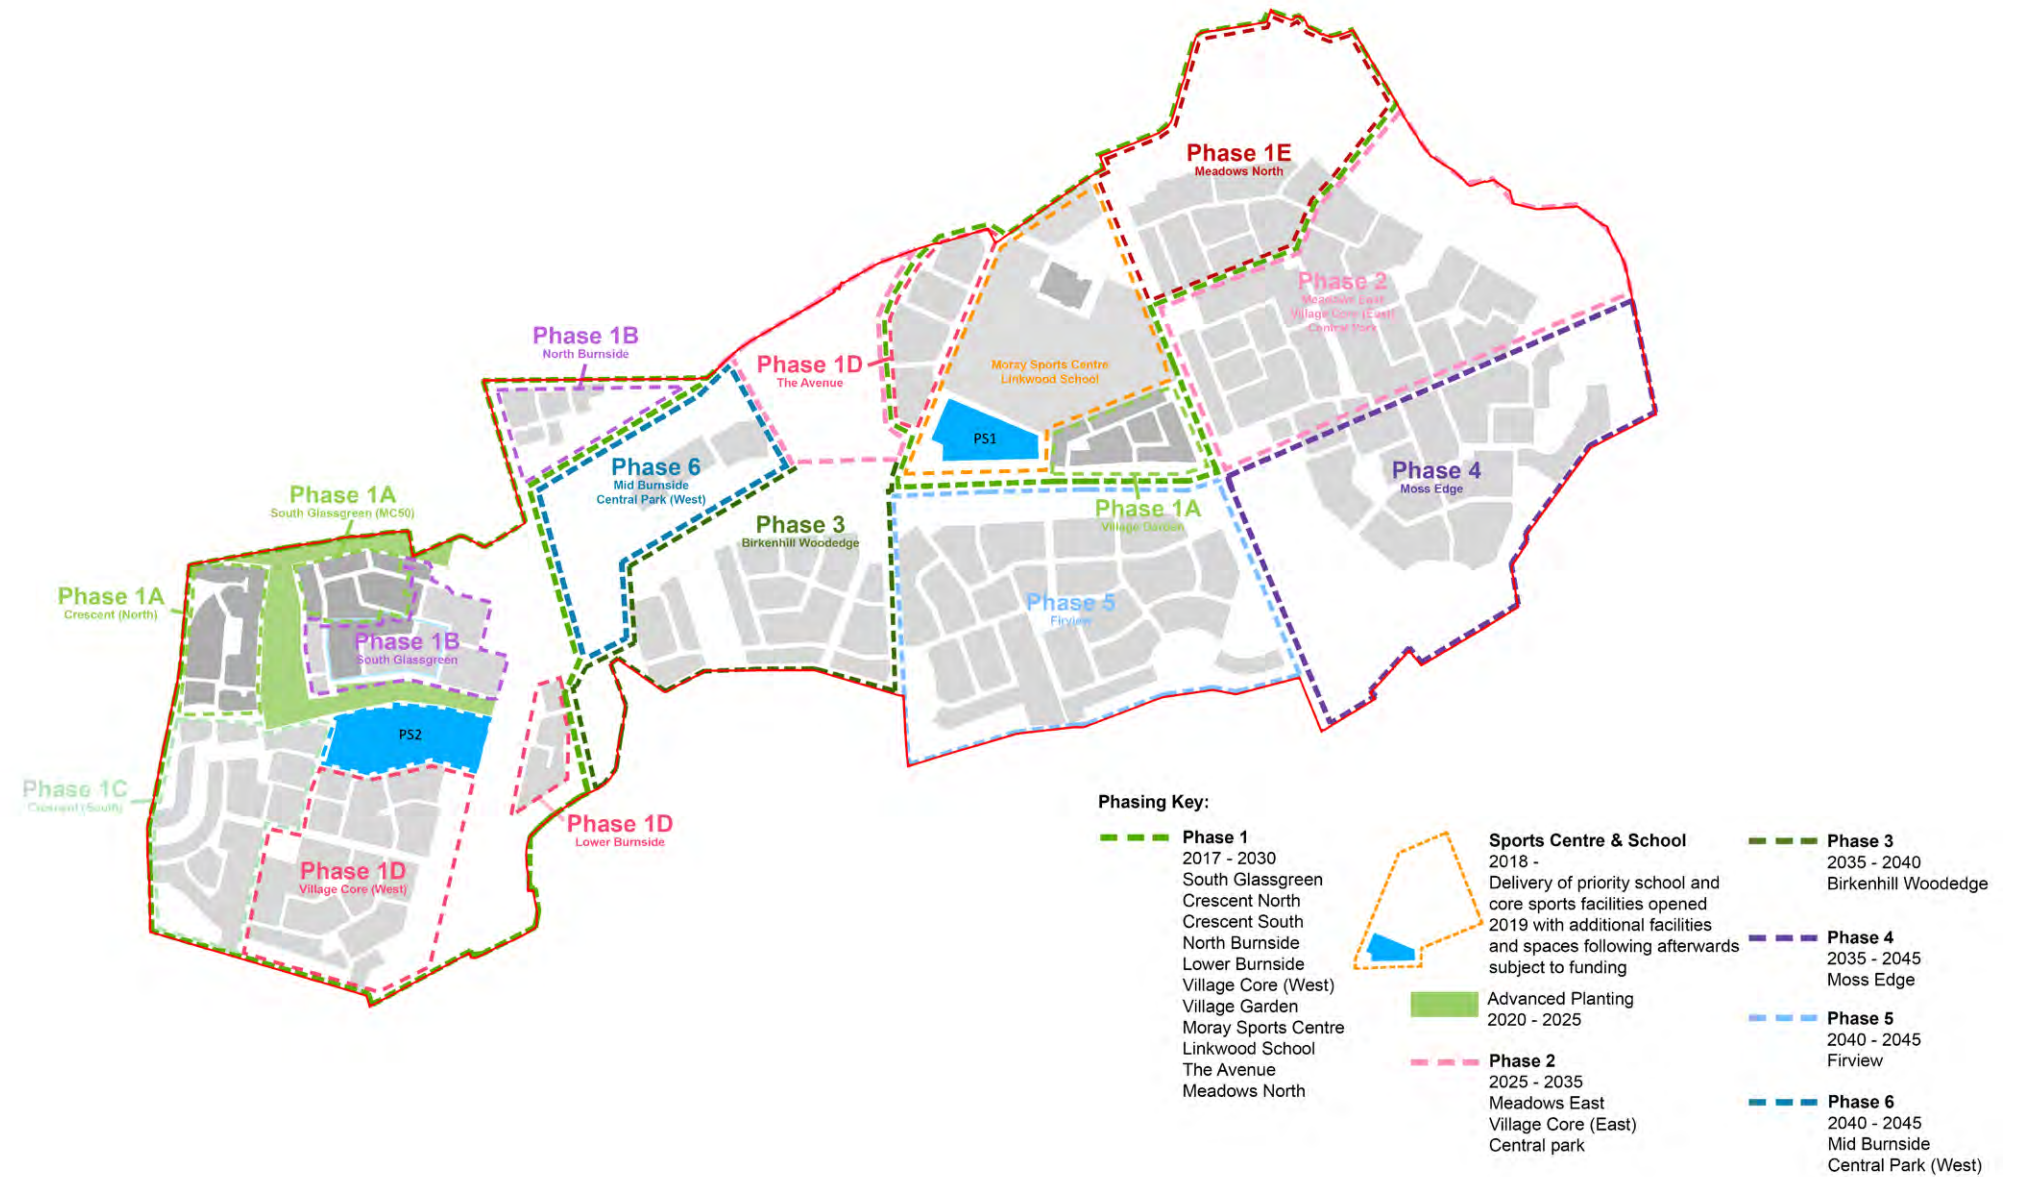 Phase 1E
Meadows North
Phase 2
Meadows East
Village Core (East)
Central Park
Phase 1B
North Burnside
Phase 1D
The Avenue
Moray Sports Centre
Linkwood School
PS1
Phase 6
Mid Burnside
Central Park (West)
Phase 4
Moss Edge
Phase 1A
South Glassgreen (MC50)
Phase 1A
Village Garden
Phase 3
Birkenhill Woodedge
Phase 1A
Crescent (North)
Phase 5
Firview
Phase 1B
South Glassgreen
PS2
Phase 1C
Crescent (South)
Phase 1D
Lower Burnside
Phase 1D
Village Core (West)
Phasing Key:
Phase 1
2017 - 2030
South Glassgreen
Crescent North
Crescent South
North Burnside
Lower Burnside
Village Core (West)
Village Garden
Moray Sports Centre
Linkwood School
The Avenue
Meadows North
Sports Centre & School
2018 -
Delivery of priority school and
core sports facilities opened
2019 with additional facilities
and spaces following afterwards
subject to funding
Advanced Planting
2020 - 2025
Phase 2
2025 - 2035
Meadows East
Village Core (East)
Central park
Phase 3
2035 - 2040
Birkenhill Woodedge
Phase 4
2035 - 2045
Moss Edge
Phase 5
2040 - 2045
Firview
Phase 6
2040 - 2045
Mid Burnside
Central Park (West)